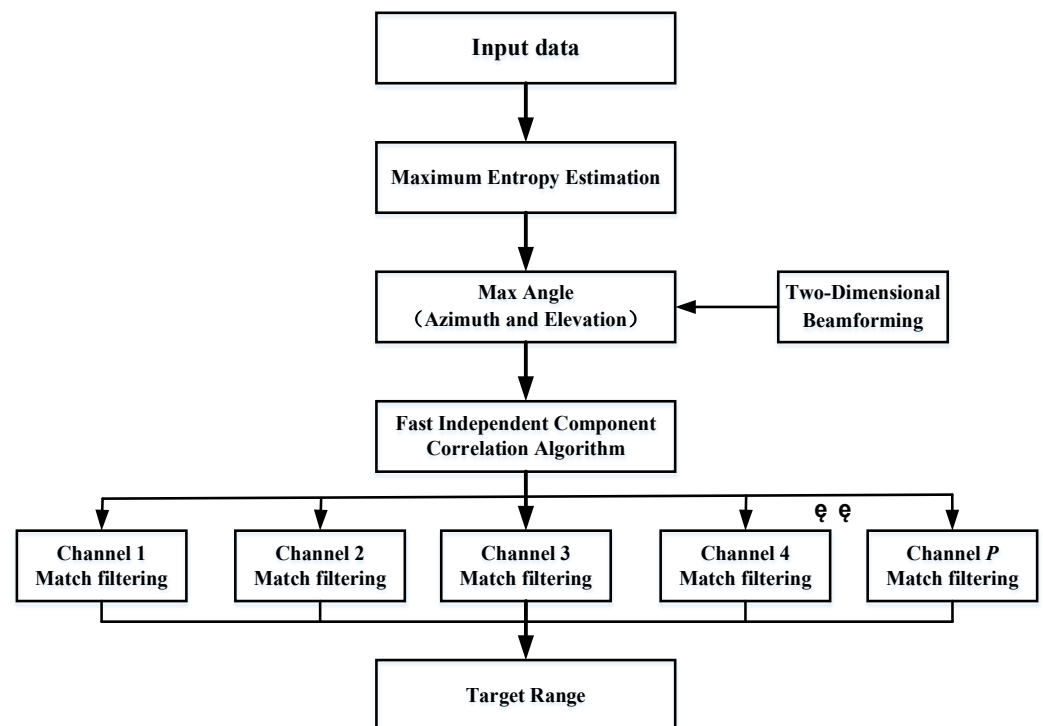 Input data
Maximum Entropy Estimation
Max Angle
（Azimuth and Elevation）
Two-Dimensional
Beamforming
Fast Independent Component
Correlation Algorithm
ę ę
Channel 1
Match filtering
Channel 2
Match filtering
Channel 3
Match filtering
Channel 4
Match filtering
Channel P
Match filtering
Target Range